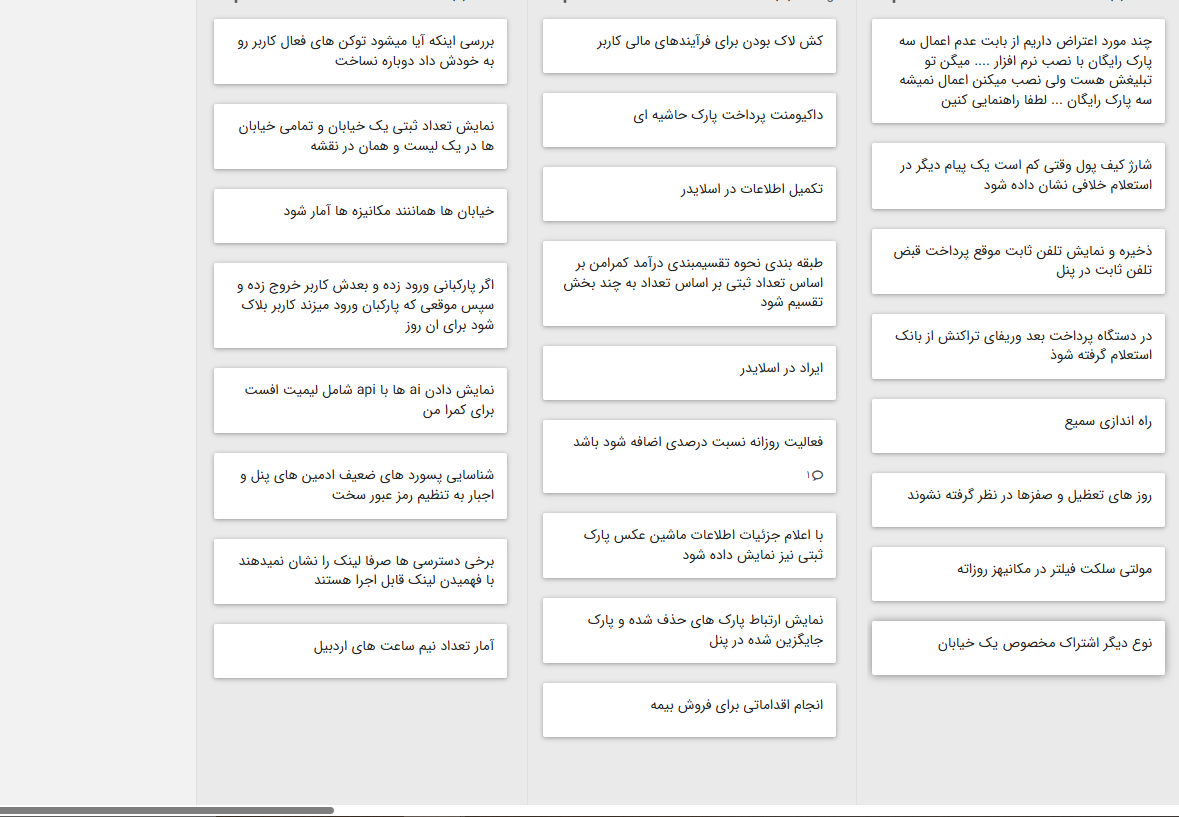 چند مورد اعتراض داریم از بابت عدم اعمال سه
پارک رایگان با نصب نرم افزار .... میگن تو
تبلیغش هست ولی نصب میکنن اعمال نمیشه
سه پارک رایگان ... لطفا راهنمایی کنین
شارژ کیف پول وقتی کم است یک پیام دیگر در
استعلام خلافی نشان داده شود
ذخیره و نمایش تلفن ثابت موقع پرداخت قبض
تلفن ثابت در پنل
در دستگاه پرداخت بعد وریفای تراکنش از بانک
استعلام گرفته شوذ
راه اندازی سمیع
روز های تعظیل و صفزها در نظر گرفته نشوند
مولتی سلکت فیلتر در مکانیهز روزاته
نوع دیگر اشتراک مخصوص یک خیابان
کش لاک بودن برای فرآیندهای مالی کاربر
داکیومنت پرداخت پارک حاشیه ای
تکمیل اطلاعات در اسلایدر
طبقه بندی نحوه تقسیمبندی درآمد کمرامن بر
اساس تعداد ثبتی بر اساس تعداد به چند بخش
تقسیم شود
ایراد در اسلایدر
فعالیت روزانه نسبت درصدی اضافه شود باشد
۱
با اعلام جزئیات اطلاعات ماشین عکس پارک
ثبتی نیز نمایش داده شود
نمایش ارتباط پارک های حذف شده و پارک
جایگزین شده در پنل
انجام اقداماتی برای فروش بیمه
بررسی اینکه آیا میشود توکن های فعال کاربر رو
به خودش داد دوباره نساخت
نمایش تعداد ثبتی یک خیابان و تمامی خیابان
ها در یک لیست و همان در نقشه
خیابان ها هماننند مکانیزه ها آمار شود
اگر پارکبانی ورود زده و بعدش کاربر خروج زده و
سپس موقعی که پارکبان ورود میزند کاربر بلاک
شود برای ان روز
نمایش دادن ai ها با api شامل لیمیت افست
برای کمرا من
شناسایی پسورد های ضعیف ادمین های پنل و
اجبار به تنظیم رمز عبور سخت
برخی دسترسی ها صرفا لینک را نشان نمیدهند
با فهمیدن لینک قابل اجرا هستند
آمار تعداد نیم ساعت های اردبیل